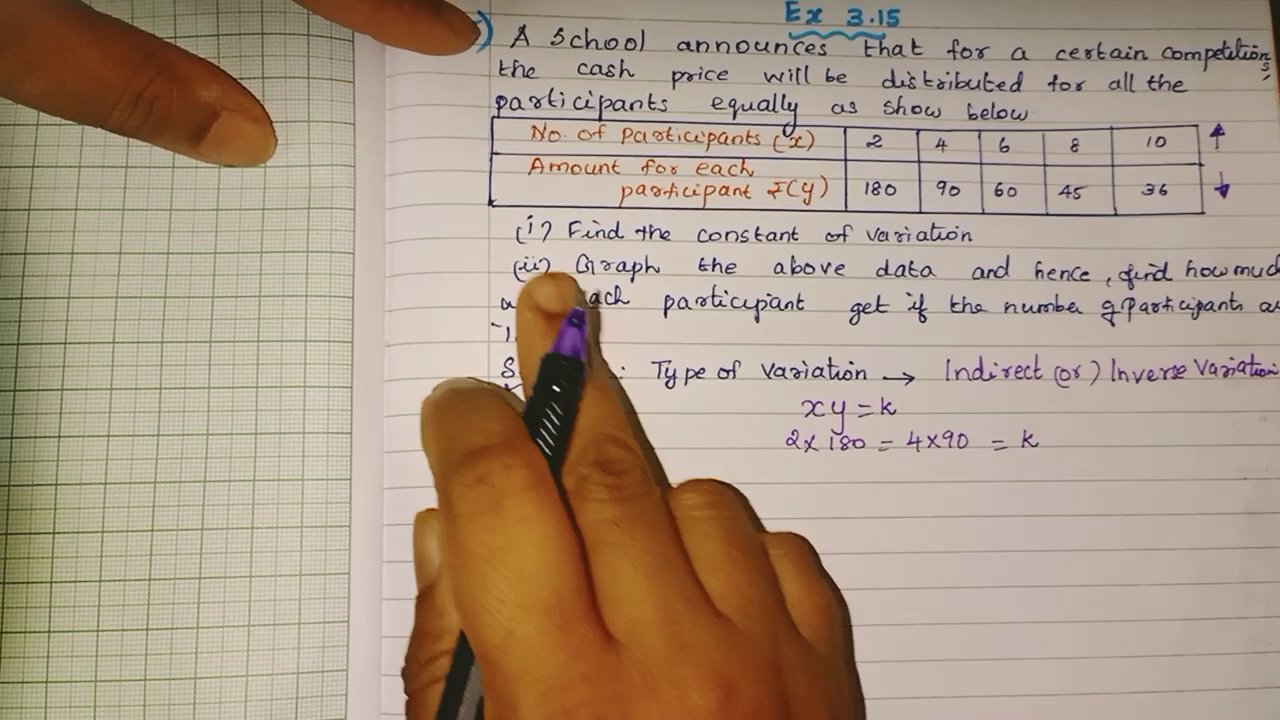 Ex 3.15
) A School announces that for a certain competitions,
the cash price will be distributed for all the
participants equally as show below
No. of Participants (x) 2 4 6 8 10 ↑
Amount for each participant ₹(y) 180 90 60 45 36 ↓
(i) Find the constant of variation
(ii) Graph the above data and hence, find how much
participant get if the number of Participants
: Type of Variation → Indirect (or) Inverse Variation
xy = k
2 x 180 = 4 x 90 = k